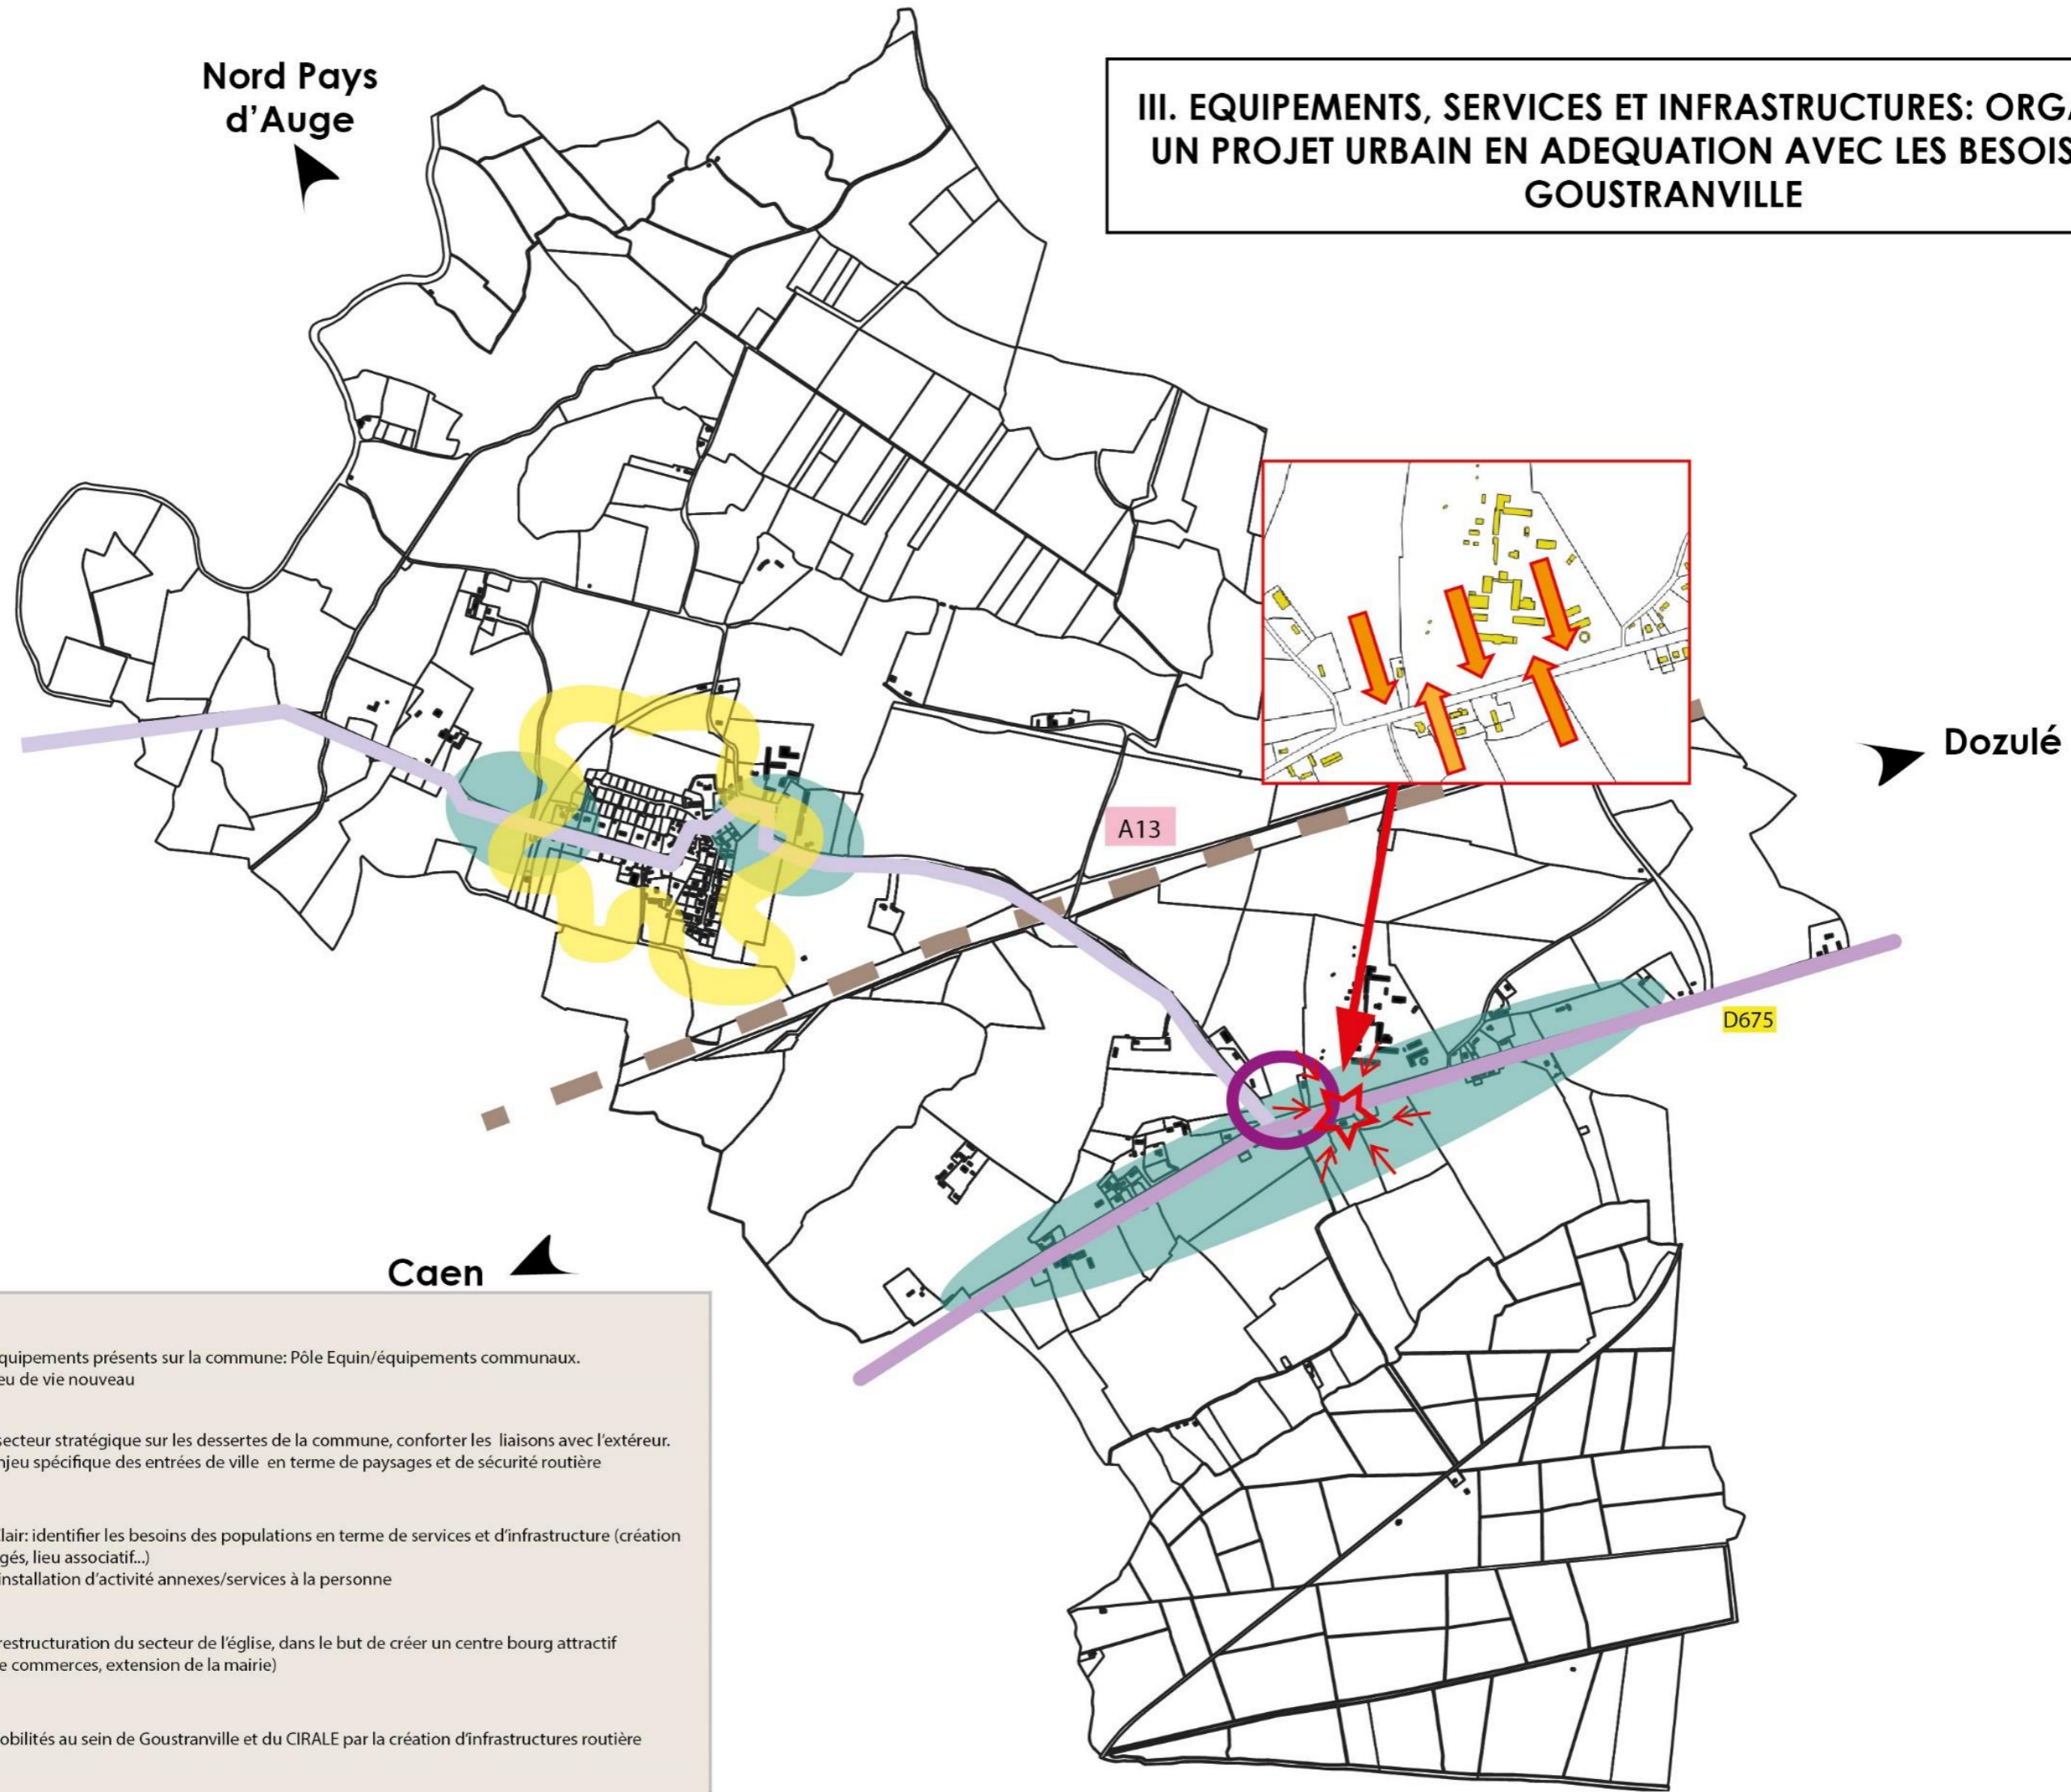 Nord Pays
d'Auge
III. EQUIPEMENTS, SERVICES ET INFRASTRUCTURES: ORGA
UN PROJET URBAIN EN ADEQUATION AVEC LES BESOIS
GOUSTRANVILLE
Dozulé
A13
D675
Caen
quipements présents sur la commune: Pôle Equin/équipements communaux.
eu de vie nouveau
secteur stratégique sur les dessertes de la commune, conforter les liaisons avec l'extéreur.
njeu spécifique des entrées de ville en terme de paysages et de sécurité routière
lair: identifier les besoins des populations en terme de services et d'infrastructure (création
gés, lieu associatif...)
installation d'activité annexes/services à la personne
restructuration du secteur de l'église, dans le but de créer un centre bourg attractif
e commerces, extension de la mairie)
obilités au sein de Goustranville et du CIRALE par la création d'infrastructures routière